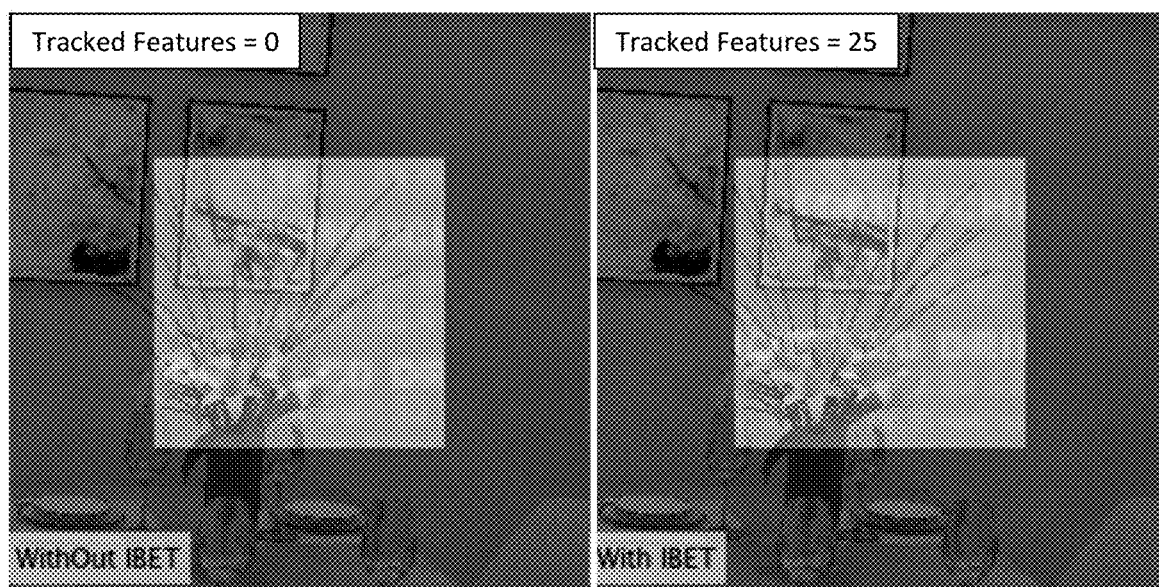 Tracked Features = 0
Tracked Features = 25
WithOut IBET
With IBET